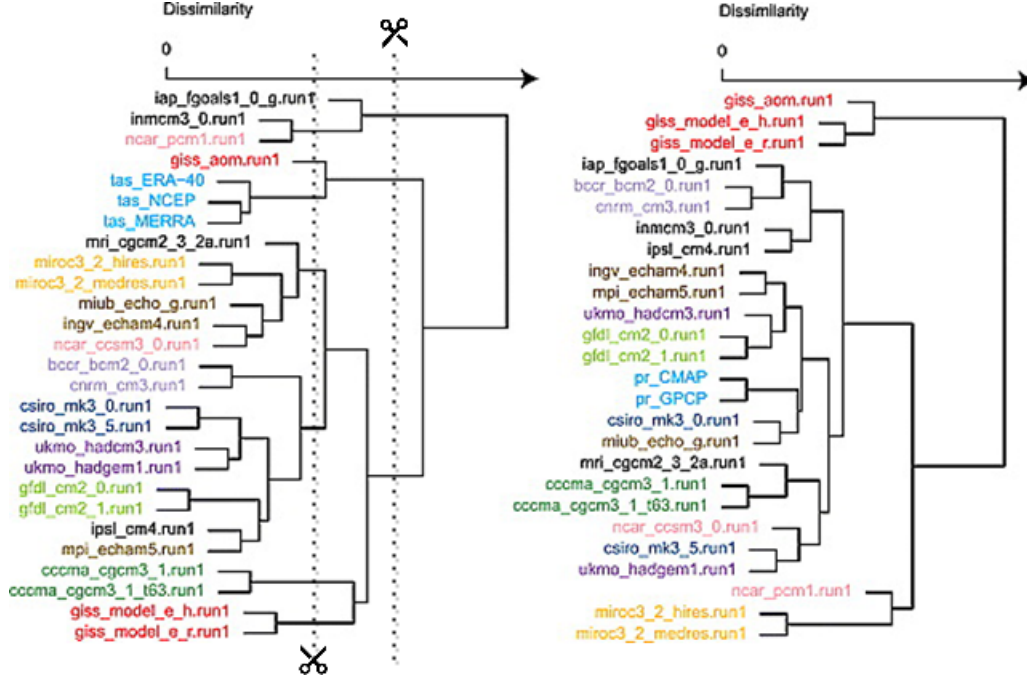 Dissimilarity
0
iap_fgoals1_0_g.run1
inmcm3_0.run1
ncar_pcm1.run1
giss_aom.run1
tas_ERA-40
tas_NCEP
tas_MERRA
mri_cgcm2_3_2a.run1
miroc3_2_hires.run1
miroc3_2_medres.run1
miub_echo_g.run1
ingv_echam4.run1
ncar_ccsm3_0.run1
bccr_bcm2_0.run1
cnrm_cm3.run1
csiro_mk3_0.run1
csiro_mk3_5.run1
ukmo_hadcm3.run1
ukmo_hadgem1.run1
gfdl_cm2_0.run1
gfdl_cm2_1.run1
ipsl_cm4.run1
mpi_echam5.run1
cccma_cgcm3_1.run1
cccma_cgcm3_1_t63.run1
giss_model_e_h.run1
giss_model_e_r.run1
Dissimilarity
0
giss_aom.run1
giss_model_e_h.run1
giss_model_e_r.run1
iap_fgoals1_0_g.run1
bccr_bcm2_0.run1
cnrm_cm3.run1
inmcm3_0.run1
ipsl_cm4.run1
ingv_echam4.run1
mpi_echam5.run1
ukmo_hadcm3.run1
gfdl_cm2_0.run1
gfdl_cm2_1.run1
pr_CMAP
pr_GPCP
csiro_mk3_0.run1
miub_echo_g.run1
mri_cgcm2_3_2a.run1
cccma_cgcm3_1.run1
cccma_cgcm3_1_t63.run1
ncar_ccsm3_0.run1
csiro_mk3_5.run1
ukmo_hadgem1.run1
ncar_pcm1.run1
miroc3_2_hires.run1
miroc3_2_medres.run1